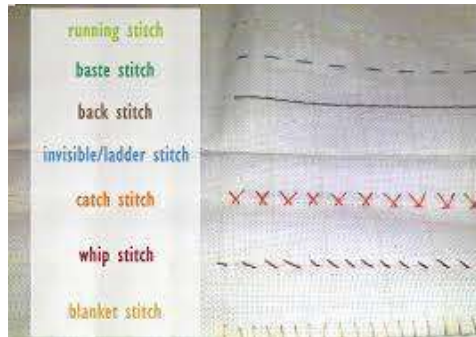 running stitch
baste stitch
back stitch
invisible/ladder stitch
catch stitch
whip stitch
blanket stitch